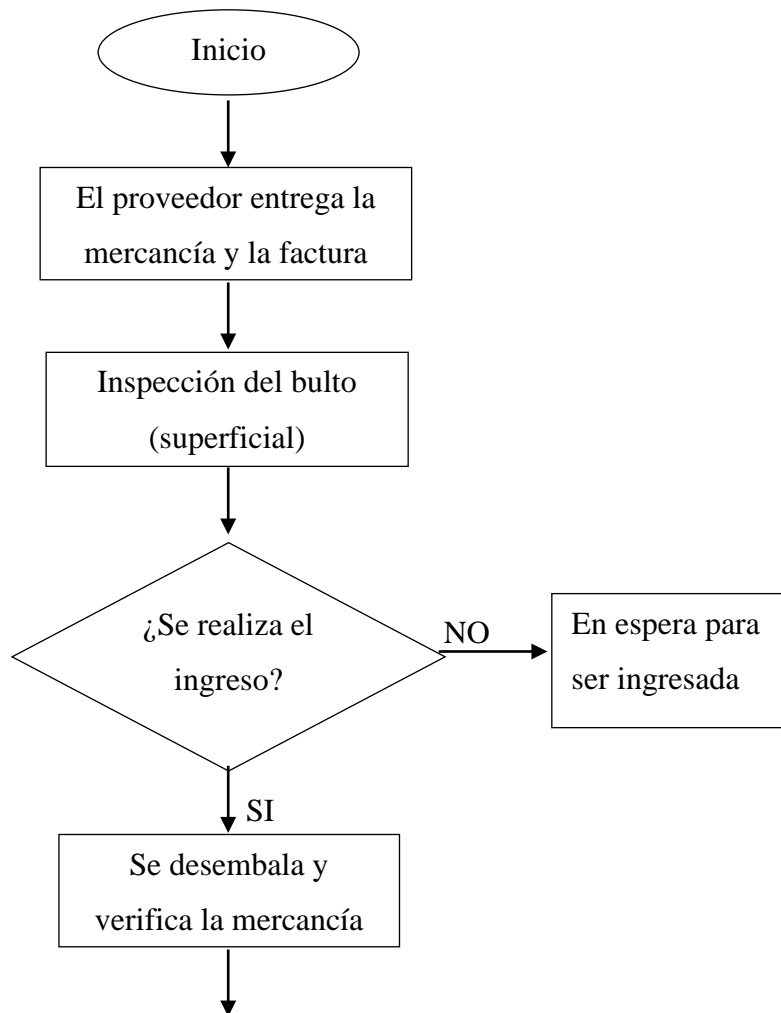 Inicio
El proveedor entrega la
mercancía y la factura
Inspección del bulto
(superficial)
¿Se realiza el
ingreso?
NO
En espera para
ser ingresada
SI
Se desembala y
verifica la mercancía